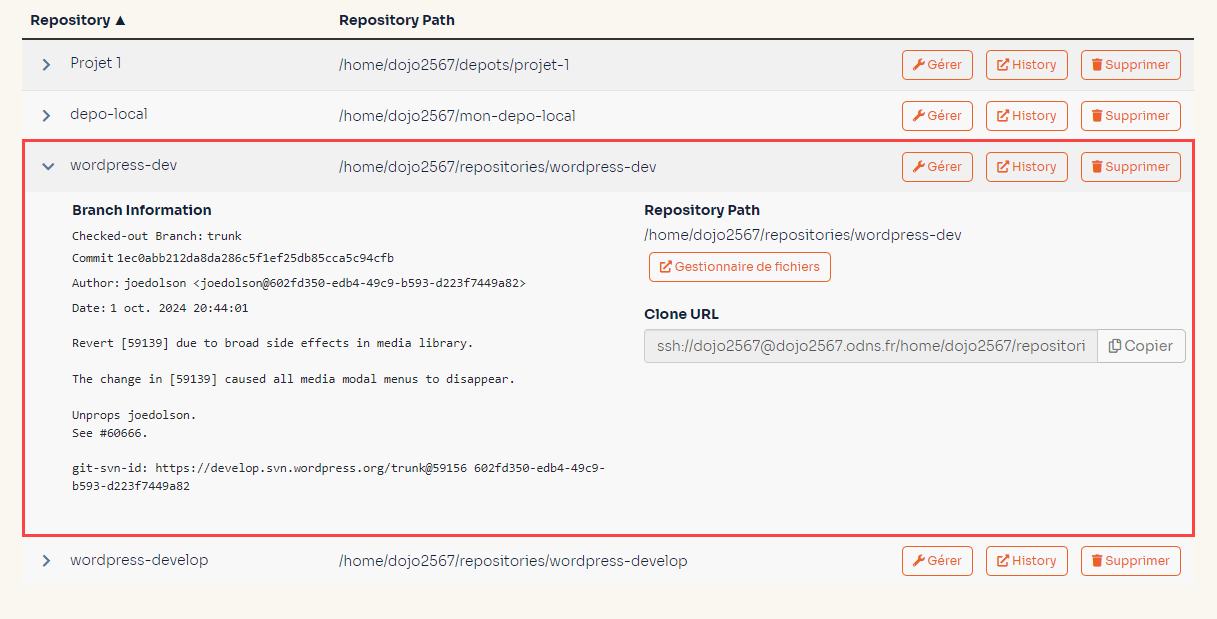 Repository ▲ Repository Path
Projet 1 /home/dojo2567/depots/projet-1 Gérer History Supprimer
depo-local /home/dojo2567/mon-depo-local Gérer History Supprimer
wordpress-dev /home/dojo2567/repositories/wordpress-dev Gérer History Supprimer
Branch Information
Checked-out Branch: trunk
Commit 1ec0abb212da8da286c5f1ef25db85cca5c94cfb
Author: joedolson <joedolson@602fd350-edb4-49c9-b593-d223f7449a82>
Date: 1 oct. 2024 20:44:01
Revert [59139] due to broad side effects in media library.
The change in [59139] caused all media modal menus to disappear.
Unprops joedolson.
See #60666.
git-svn-id: https://develop.svn.wordpress.org/trunk@59156 602fd350-edb4-49c9-
b593-d223f7449a82
Repository Path
/home/dojo2567/repositories/wordpress-dev
Gestionnaire de fichiers
Clone URL
ssh://dojo2567@dojo2567.odns.fr/home/dojo2567/repositori Copier
wordpress-develop /home/dojo2567/repositories/wordpress-develop Gérer History Supprimer